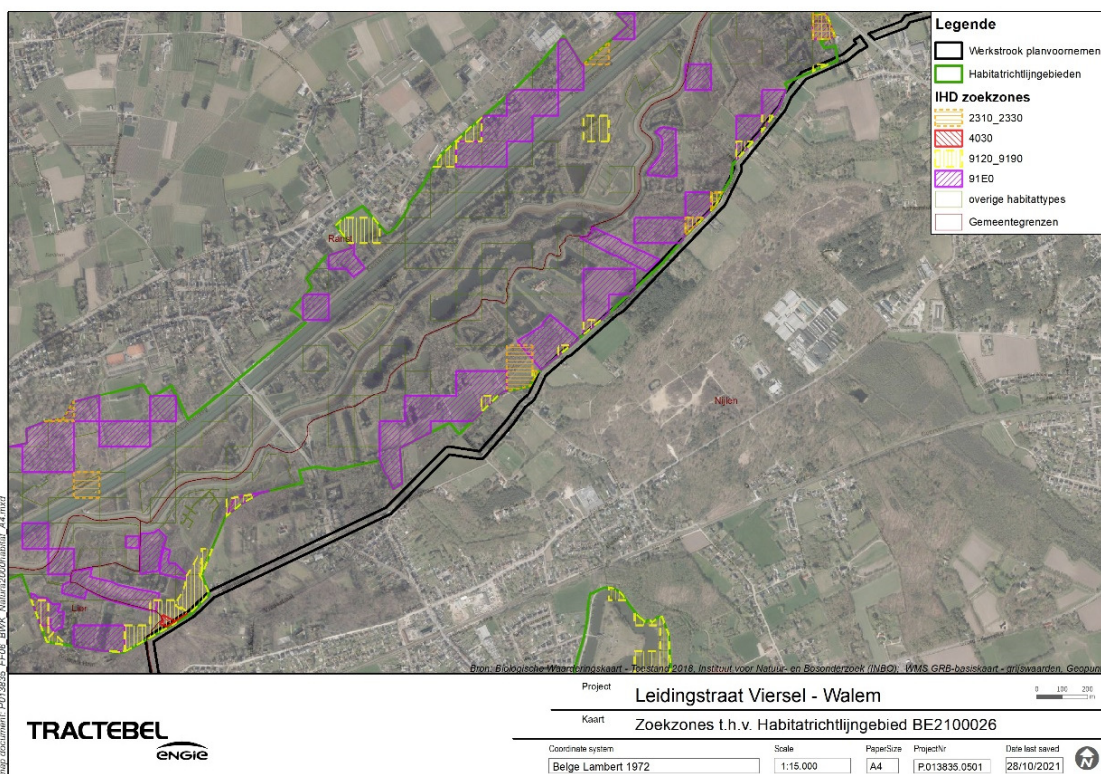 Legende
Werkstrook planvoornemen
Habitatrichtlijngebieden
IHD zoekzones
2310_2330
4030
9120_9190
91E0
overige habitattypes
Gemeentegrenzen
Ranst
Nijlen
Lier
Bron: Biologische Waarderingskaart - Toestand 2018, Instituut voor Natuur- en Bosonderzoek (INBO); WMS GRB-basiskaart - grijswaarden, Geopunt
TRACTEBEL
ENGIE
Project
Leidingstraat Viersel - Walem
0 100 200
m
Kaart
Zoekzones t.h.v. Habitatrichtlijngebied BE2100026
Coordinate system
Scale
PaperSize
ProjectNr
Date last saved
Belge Lambert 1972
1:15.000
A4
P.013835.0501
28/10/2021